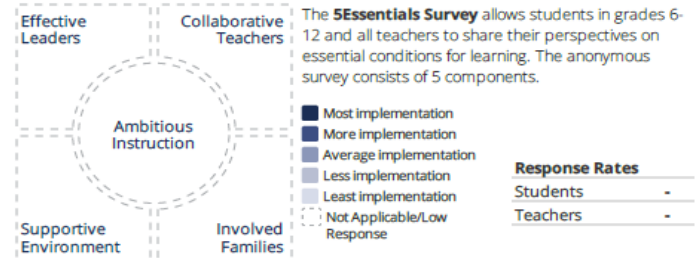 Effective
Leaders
Collaborative
Teachers
Ambitious
Instruction
Supportive
Environment
Involved
Families
The 5Essentials Survey allows students in grades 6-
12 and all teachers to share their perspectives on
essential conditions for learning. The anonymous
survey consists of 5 components.
Most implementation
More implementation
Average implementation
Less implementation
Least implementation
Not Applicable/Low
Response
Response Rates
Students -
Teachers -